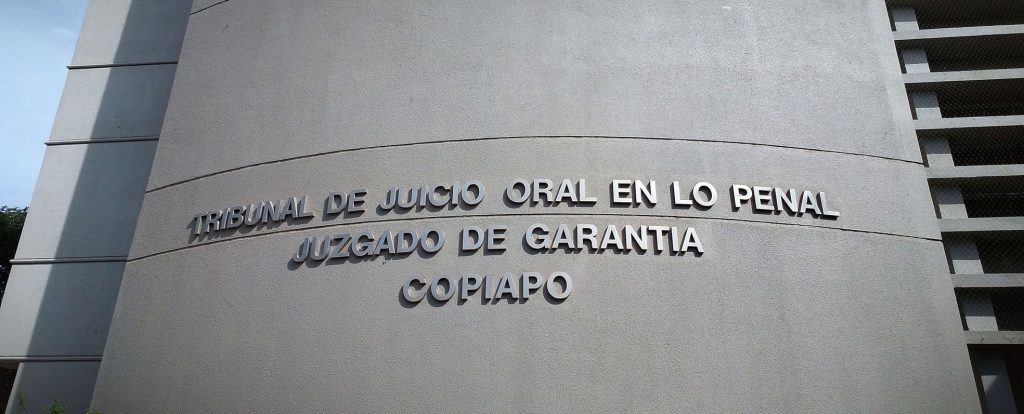 TRIBUNAL DE JUICIO ORAL EN LO PENAL
JUZGADO DE GARANTIA
COPIAPO